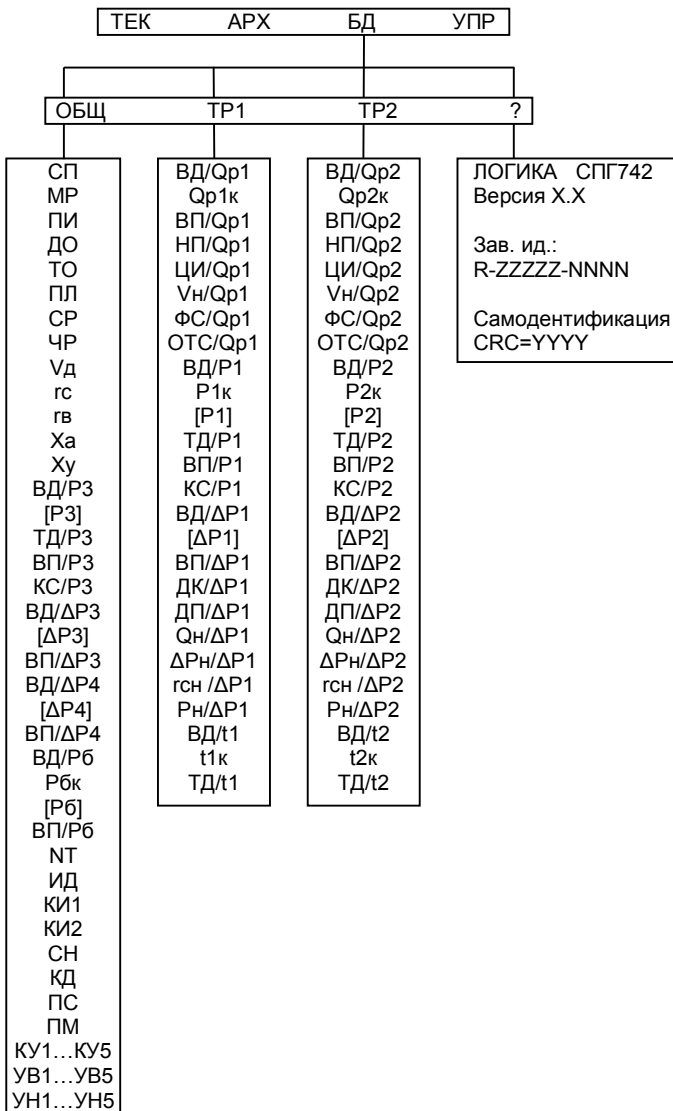 ТЕК АРХ БД УПР
ОБЩ ТР1 ТР2 ?
СП
МР
ПИ
ДО
ТО
ПЛ
СР
ЧР
Vд
rс
rв
Xа
Xу
ВД/Р3
[Р3]
ТД/Р3
ВП/Р3
КС/Р3
ВД/ΔР3
[ΔР3]
ВП/ΔР3
ВД/ΔР4
[ΔР4]
ВП/ΔР4
ВД/Рб
Рбк
[Рб]
ВП/Рб
NT
ИД
КИ1
КИ2
СН
КД
ПС
ПМ
КУ1…КУ5
УВ1…УВ5
УН1…УН5
ВД/Qр1
Qр1к
ВП/Qр1
НП/Qр1
ЦИ/Qр1
Vн/Qр1
ФС/Qр1
ОТС/Qр1
ВД/Р1
Р1к
[Р1]
ТД/Р1
ВП/Р1
КС/Р1
ВД/ΔР1
[ΔР1]
ВП/ΔР1
ДК/ΔР1
ДП/ΔР1
Qн/ΔР1
ΔРн/ΔР1
rсн /ΔР1
Рн/ΔР1
ВД/t1
t1к
ТД/t1
ВД/Qр2
Qр2к
ВП/Qр2
НП/Qр2
ЦИ/Qр2
Vн/Qр2
ФС/Qр2
ОТС/Qр2
ВД/Р2
Р2к
[Р2]
ТД/Р2
ВП/Р2
КС/Р2
ВД/ΔР2
[ΔР2]
ВП/ΔР2
ДК/ΔР2
ДП/ΔР2
Qн/ΔР2
ΔРн/ΔР2
rсн /ΔР2
Рн/ΔР2
ВД/t2
t2к
ТД/t2
ЛОГИКА СПГ742
Версия Х.Х
Зав. ид.:
R-ZZZZZ-NNNN
Самодентификация
CRC=YYYY